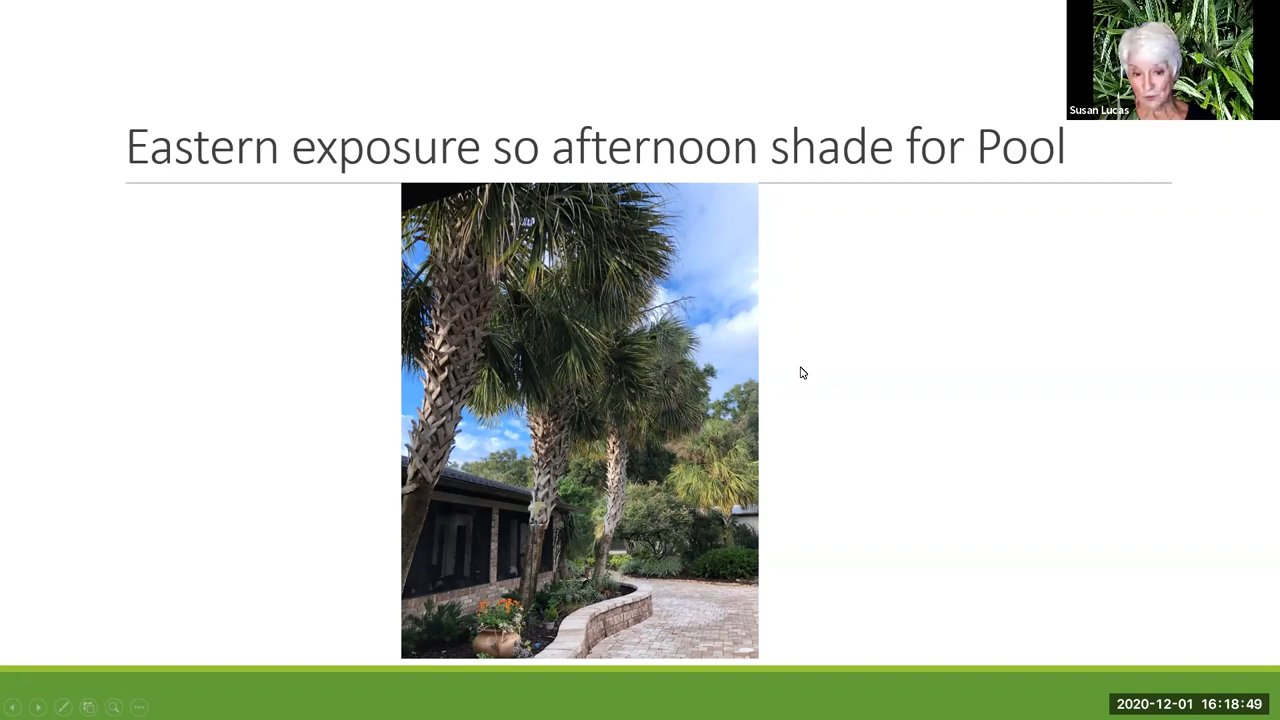 Susan Lucas
Eastern exposure so afternoon shade for Pool
2020-12-01 16:18:49